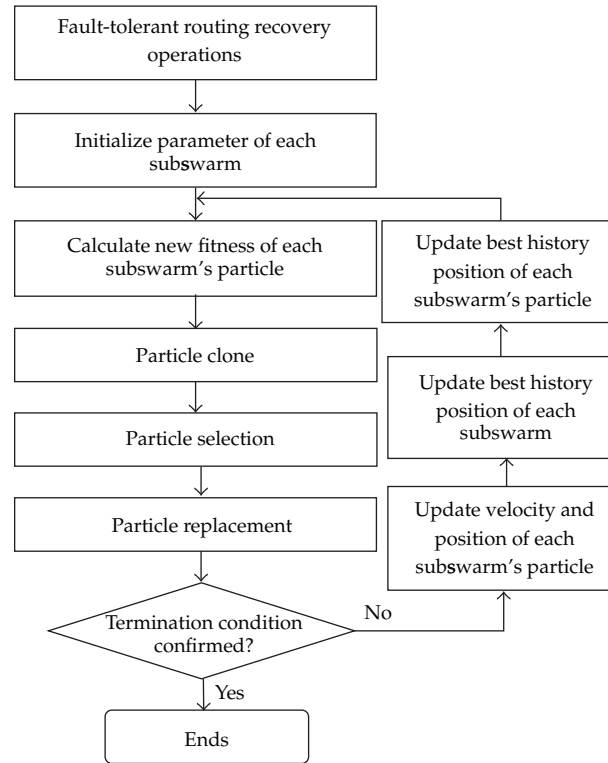 Fault-tolerant routing recovery
operations
Initialize parameter of each
subswarm
Calculate new fitness of each
subswarm's particle
Particle clone
Particle selection
Particle replacement
Termination condition
confirmed?
Yes
Ends
No
Update velocity and
position of each
subswarm's particle
Update best history
position of each
subswarm
Update best history
position of each
subswarm's particle